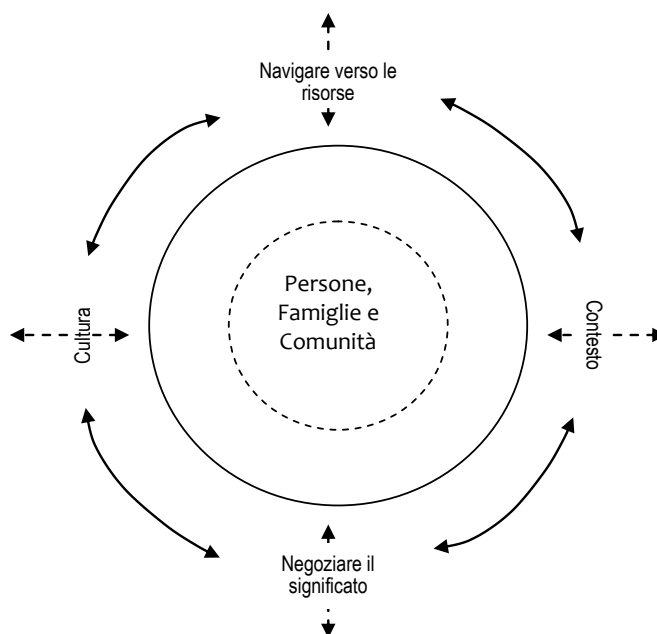 Navigare verso le
risorse
Persone,
Famiglie e
Comunità
Cultura
Contesto
Negoziare il
significato